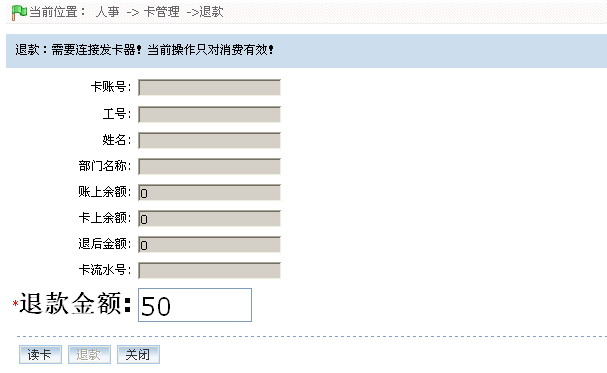 当前位置： 人事 -> 卡管理 ->退款
退款：需要连接发卡器！当前操作只对消费有效！
卡账号:
工号:
姓名:
部门名称:
账上余额: 0
卡上余额: 0
退后金额: 0
卡流水号:
*退款金额: 50
读卡 退款 关闭